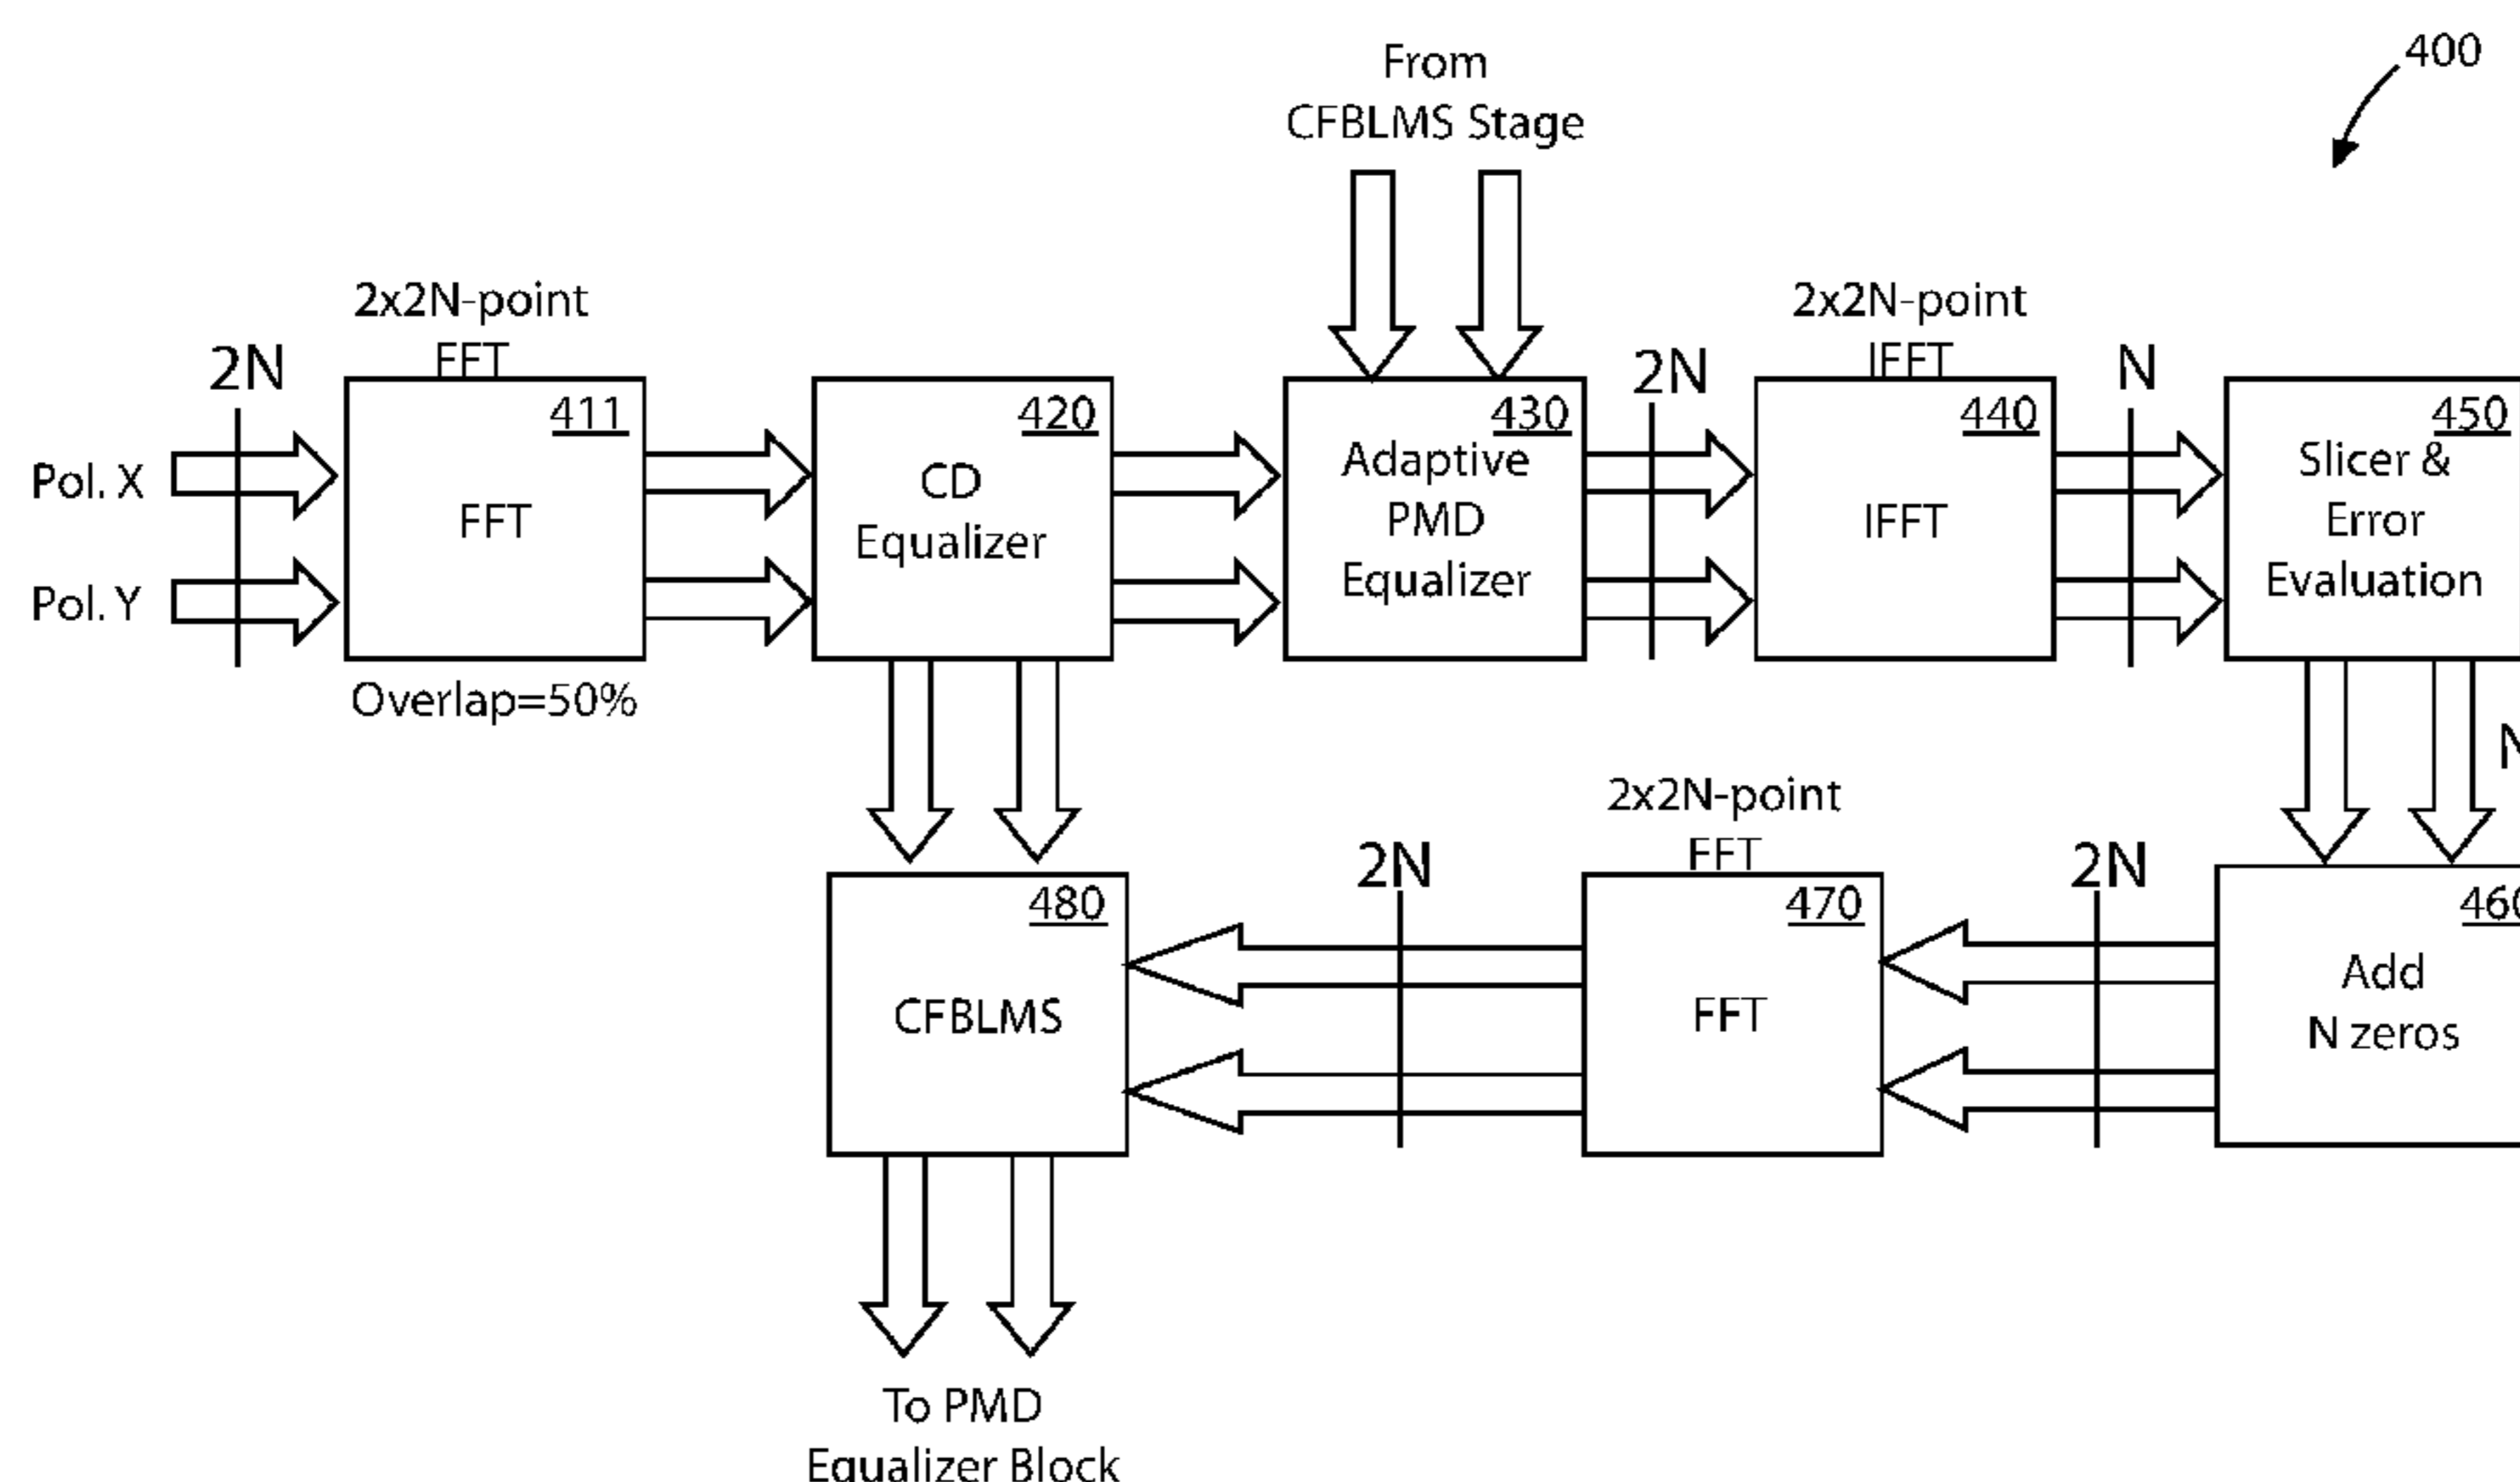 400
From
CFBLMS Stage
2x2N-point
FFT
2x2N-point
IFFT
2N
2N
N
411
420
430
440
450
Pol. X
Pol. Y
FFT
CD
Equalizer
Adaptive
PMD
Equalizer
IFFT
Slicer &
Error
Evaluation
Overlap=50%
N
2x2N-point
FFT
2N
2N
480
470
460
CFBLMS
FFT
Add
N zeros
To PMD
Equalizer Block